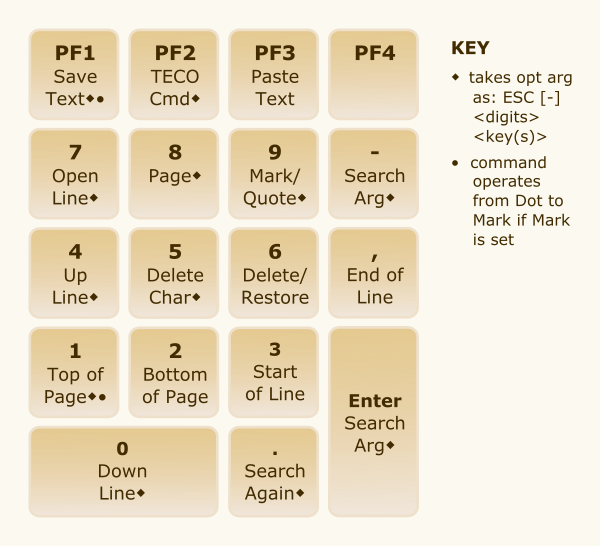 PF1
Save
Text◆●
PF2
TECO
Cmd◆
PF3
Paste
Text
PF4
7
Open
Line◆
8
Page◆
9
Mark/
Quote◆
-
Search
Arg◆
4
Up
Line◆
5
Delete
Char◆
6
Delete/
Restore
,
End of
Line
1
Top of
Page◆●
2
Bottom
of Page
3
Start
of Line
Enter
Search
Arg◆
0
Down
Line◆
.
Search
Again◆
KEY
◆ takes opt arg
as: ESC [-]
<digits>
<key(s)>
● command
operates
from Dot to
Mark if Mark
is set